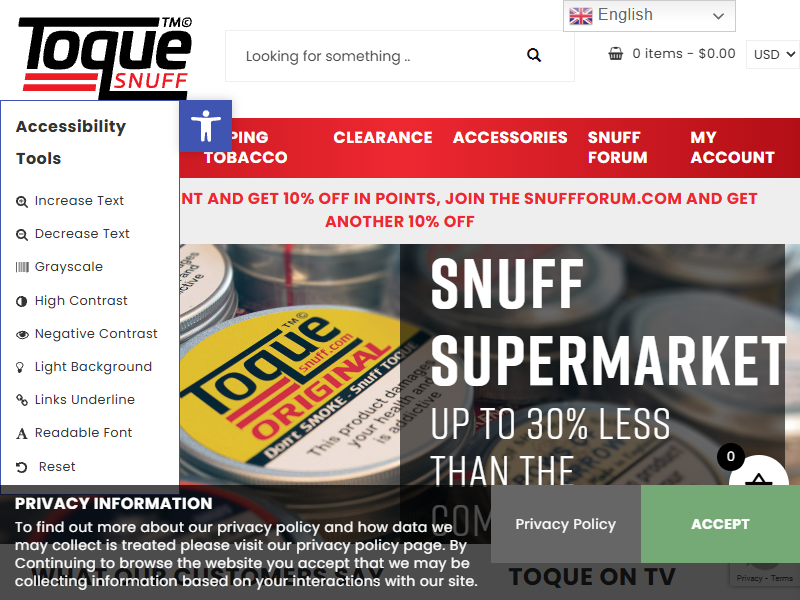 Toque™©
SNUFF
English
Looking for something ..
0 items - $0.00
USD
Accessibility
Tools
Increase Text
Decrease Text
Grayscale
High Contrast
Negative Contrast
Light Background
Links Underline
Readable Font
Reset
PING
TOBACCO
CLEARANCE
ACCESSORIES
SNUFF
FORUM
MY
ACCOUNT
NT AND GET 10% OFF IN POINTS, JOIN THE SNUFFFORUM.COM AND GET
ANOTHER 10% OFF
Toque™©
snuff.com
ORIGINAL
Don't SMOKE - Snuff TOQUE
This product damages
your health and
is addictive
SNUFF
SUPERMARKET
UP TO 30% LESS
THAN THE
COM
0
PRIVACY INFORMATION
To find out more about our privacy policy and how data we
may collect is treated please visit our privacy policy page. By
Continuing to browse the website you accept that we may be
collecting information based on your interactions with our site.
Privacy Policy
ACCEPT
WHAT OUR CUSTOMERS SAY
TOQUE ON TV
Privacy - Terms